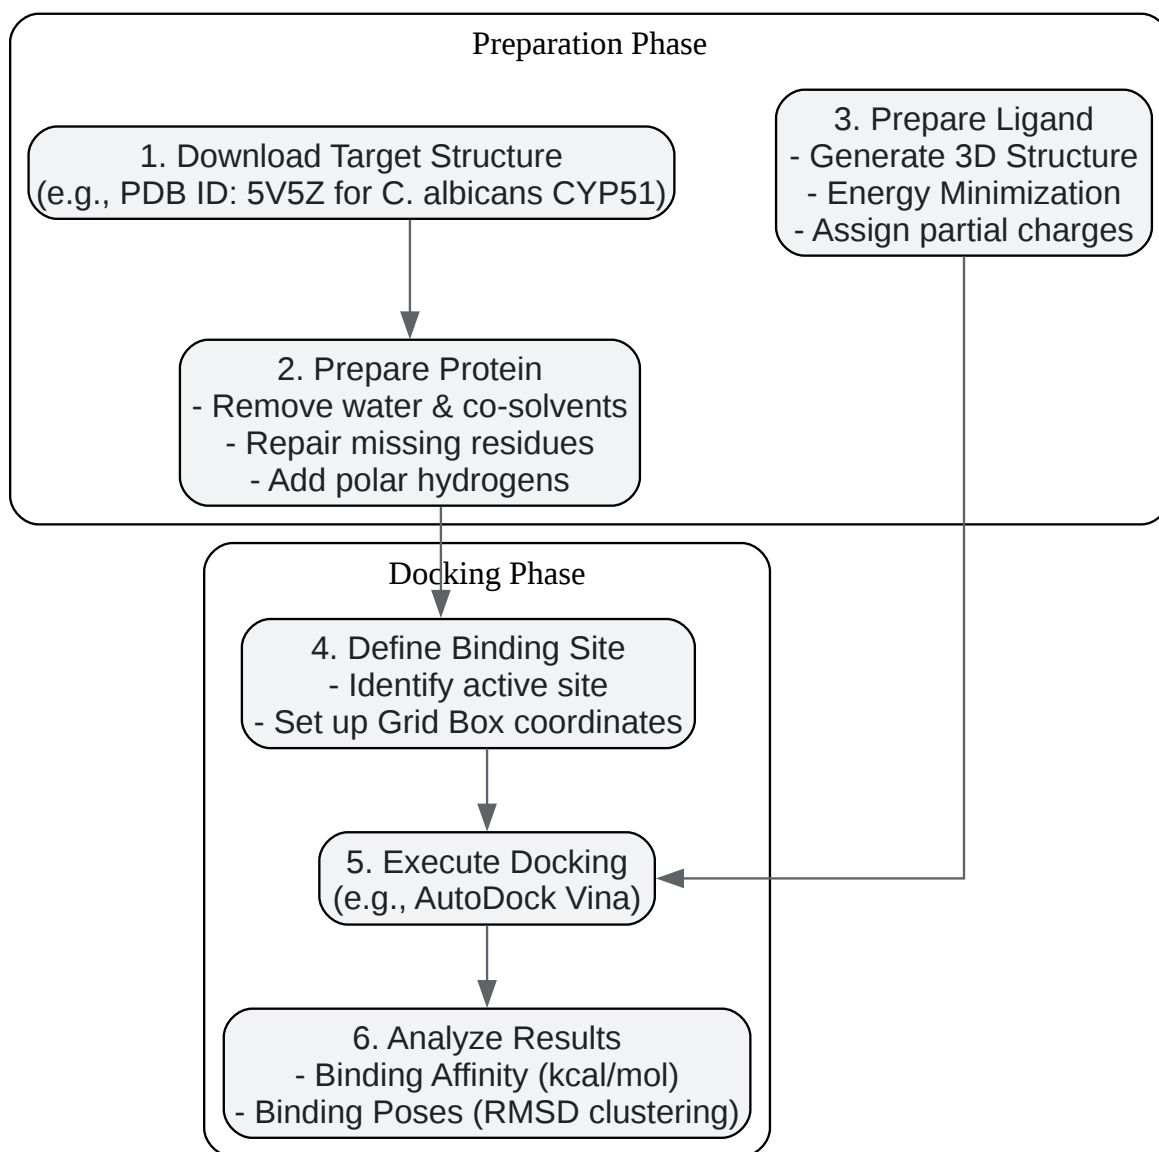 Preparation Phase
1. Download Target Structure
(e.g., PDB ID: 5V5Z for C. albicans CYP51)
3. Prepare Ligand
- Generate 3D Structure
- Energy Minimization
- Assign partial charges
2. Prepare Protein
- Remove water & co-solvents
- Repair missing residues
- Add polar hydrogens
Docking Phase
4. Define Binding Site
- Identify active site
- Set up Grid Box coordinates
5. Execute Docking
(e.g., AutoDock Vina)
6. Analyze Results
- Binding Affinity (kcal/mol)
- Binding Poses (RMSD clustering)